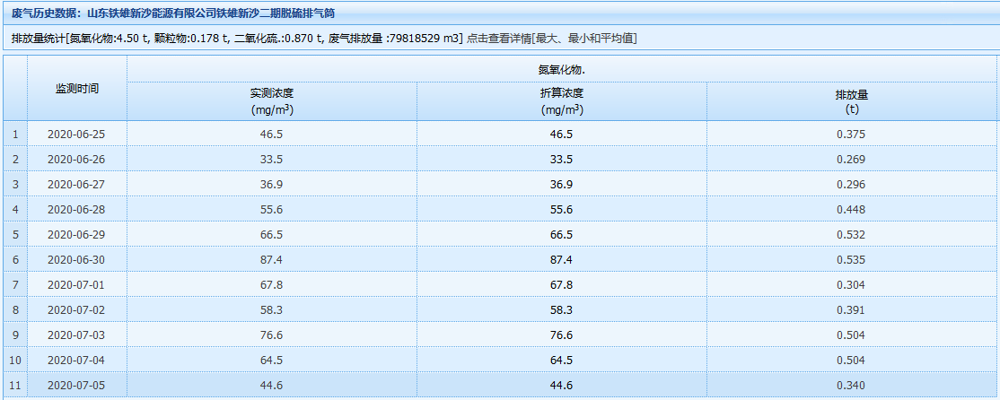 废气历史数据：山东铁雄新沙能源有限公司铁雄新沙二期脱硫排气筒
排放量统计[氮氧化物:4.50 t, 颗粒物:0.178 t, 二氧化硫.:0.870 t, 废气排放量 :79818529 m3] 点击查看详情[最大、最小和平均值]
监测时间 氮氧化物.
实测浓度 (mg/m³) 折算浓度 (mg/m³) 排放量 (t)
1 2020-06-25 46.5 46.5 0.375
2 2020-06-26 33.5 33.5 0.269
3 2020-06-27 36.9 36.9 0.296
4 2020-06-28 55.6 55.6 0.448
5 2020-06-29 66.5 66.5 0.532
6 2020-06-30 87.4 87.4 0.535
7 2020-07-01 67.8 67.8 0.304
8 2020-07-02 58.3 58.3 0.391
9 2020-07-03 76.6 76.6 0.504
10 2020-07-04 64.5 64.5 0.504
11 2020-07-05 44.6 44.6 0.340